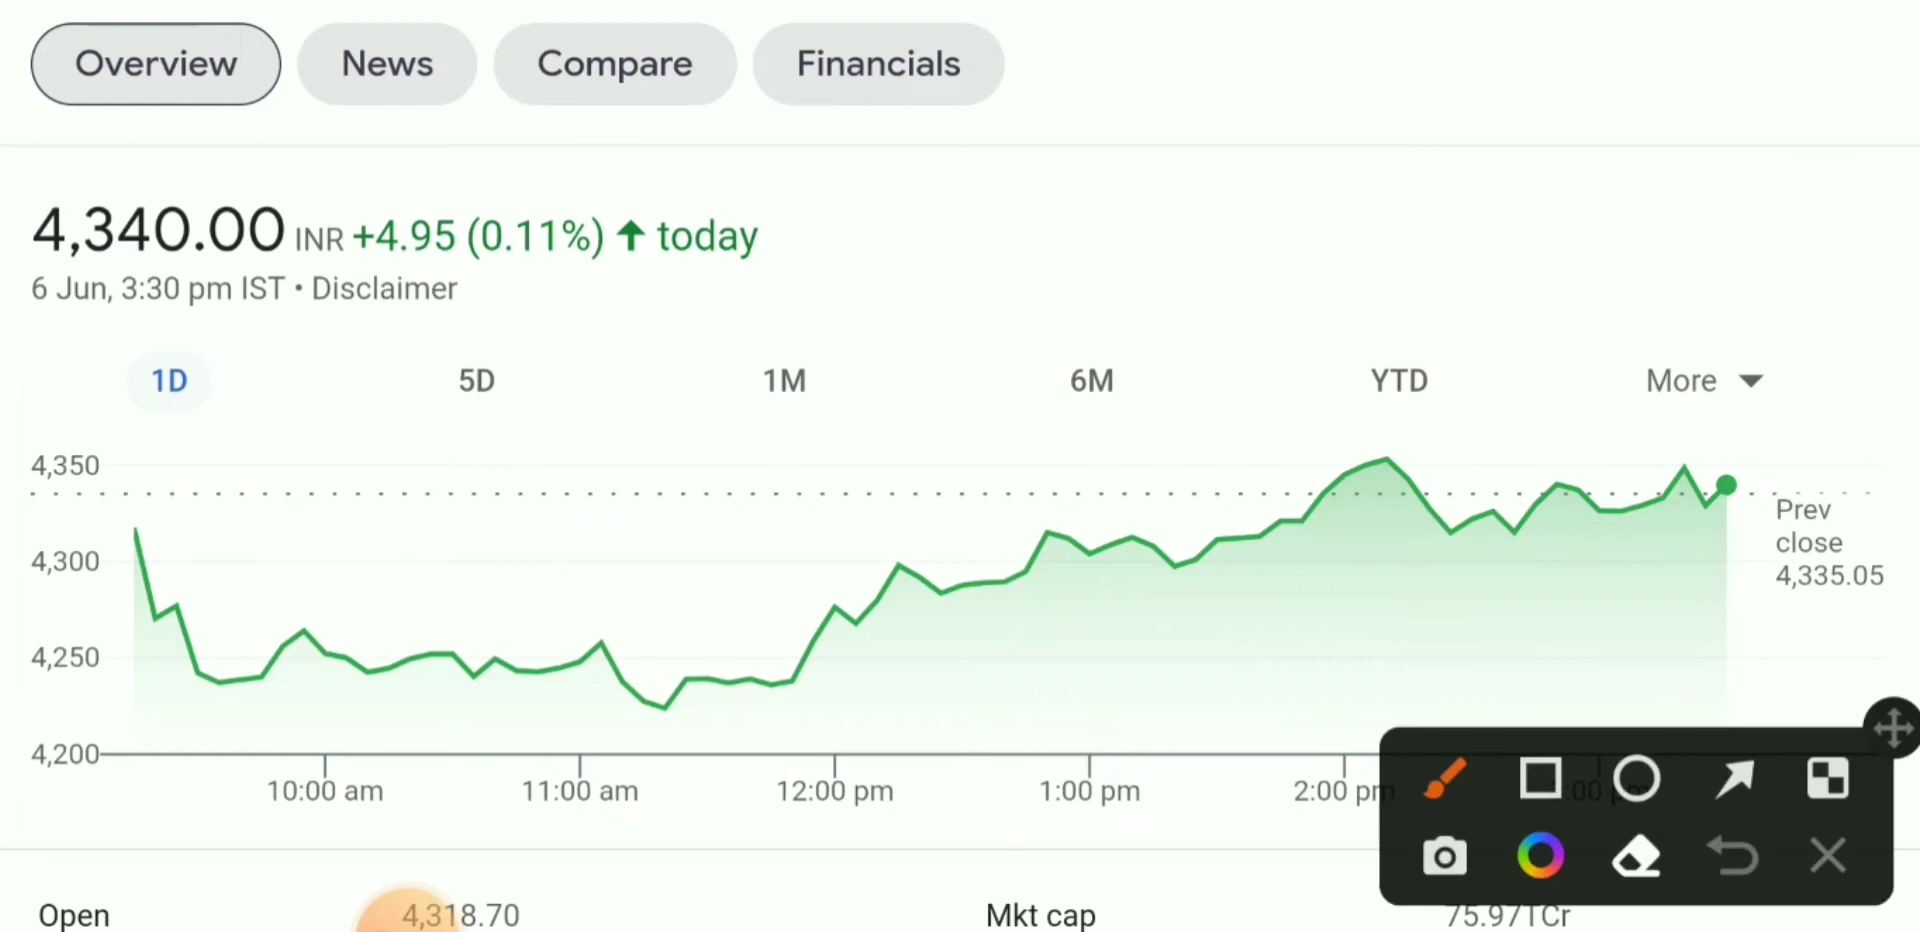 Overview News Compare Financials
4,340.00 INR +4.95 (0.11%) today
6 Jun, 3:30 pm IST • Disclaimer
1D 5D 1M 6M YTD More
4,350
4,300
4,250
4,200
Prev
close
4,335.05
10:00 am 11:00 am 12:00 pm 1:00 pm 2:00 pm
Open 4,318.70 Mkt cap 75.97TCr